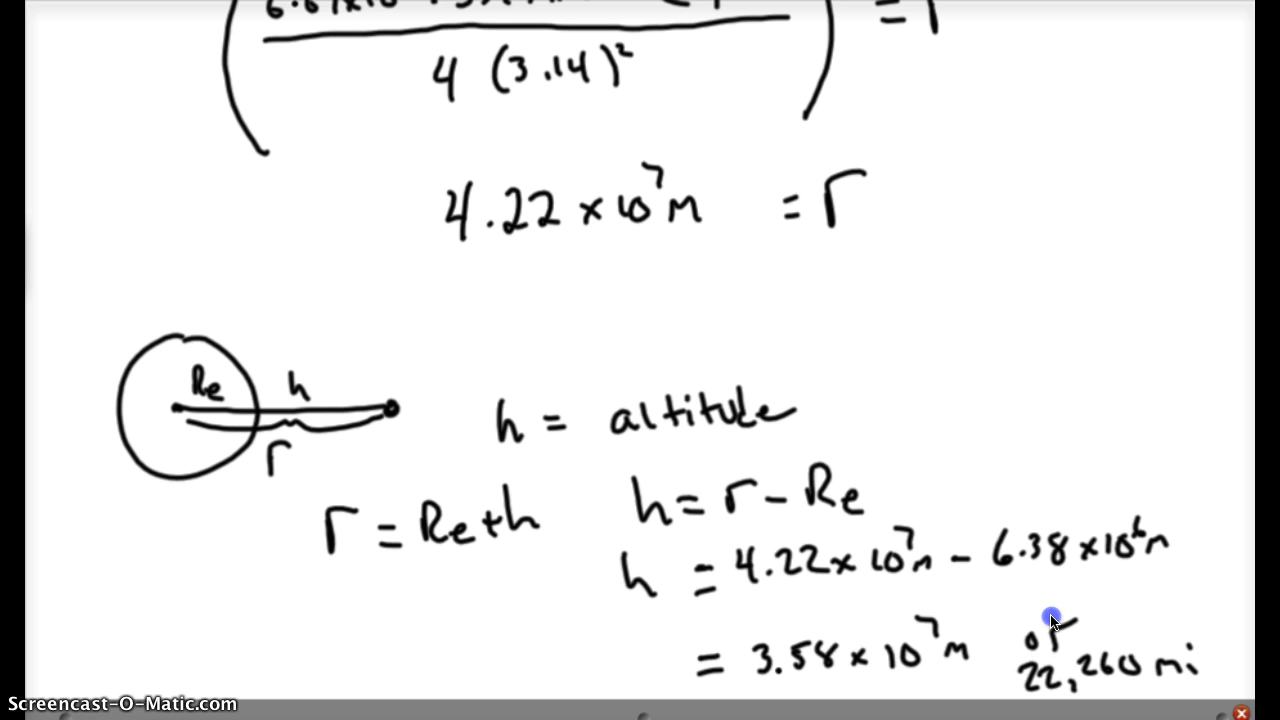 = r
4 (3.14)²
4.22 × 10⁷ m = r
Re h
r
h = altitude
r = Re + h h = r - Re
h = 4.22 × 10⁷ m - 6.38 × 10⁶ m
= 3.58 × 10⁷ m or
22,260 mi
Screencast-O-Matic.com